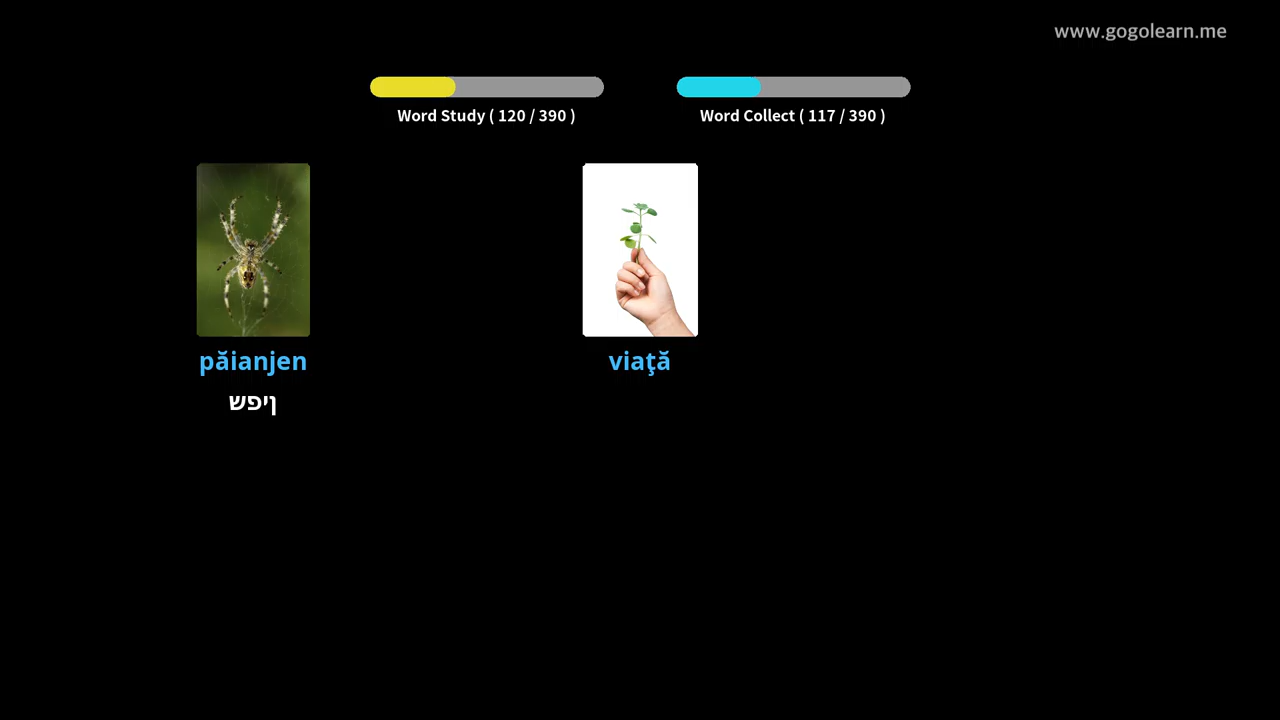 www.gogolearn.me
Word Study ( 120 / 390 )
Word Collect ( 117 / 390 )
păianjen
viaţă
ןיפש